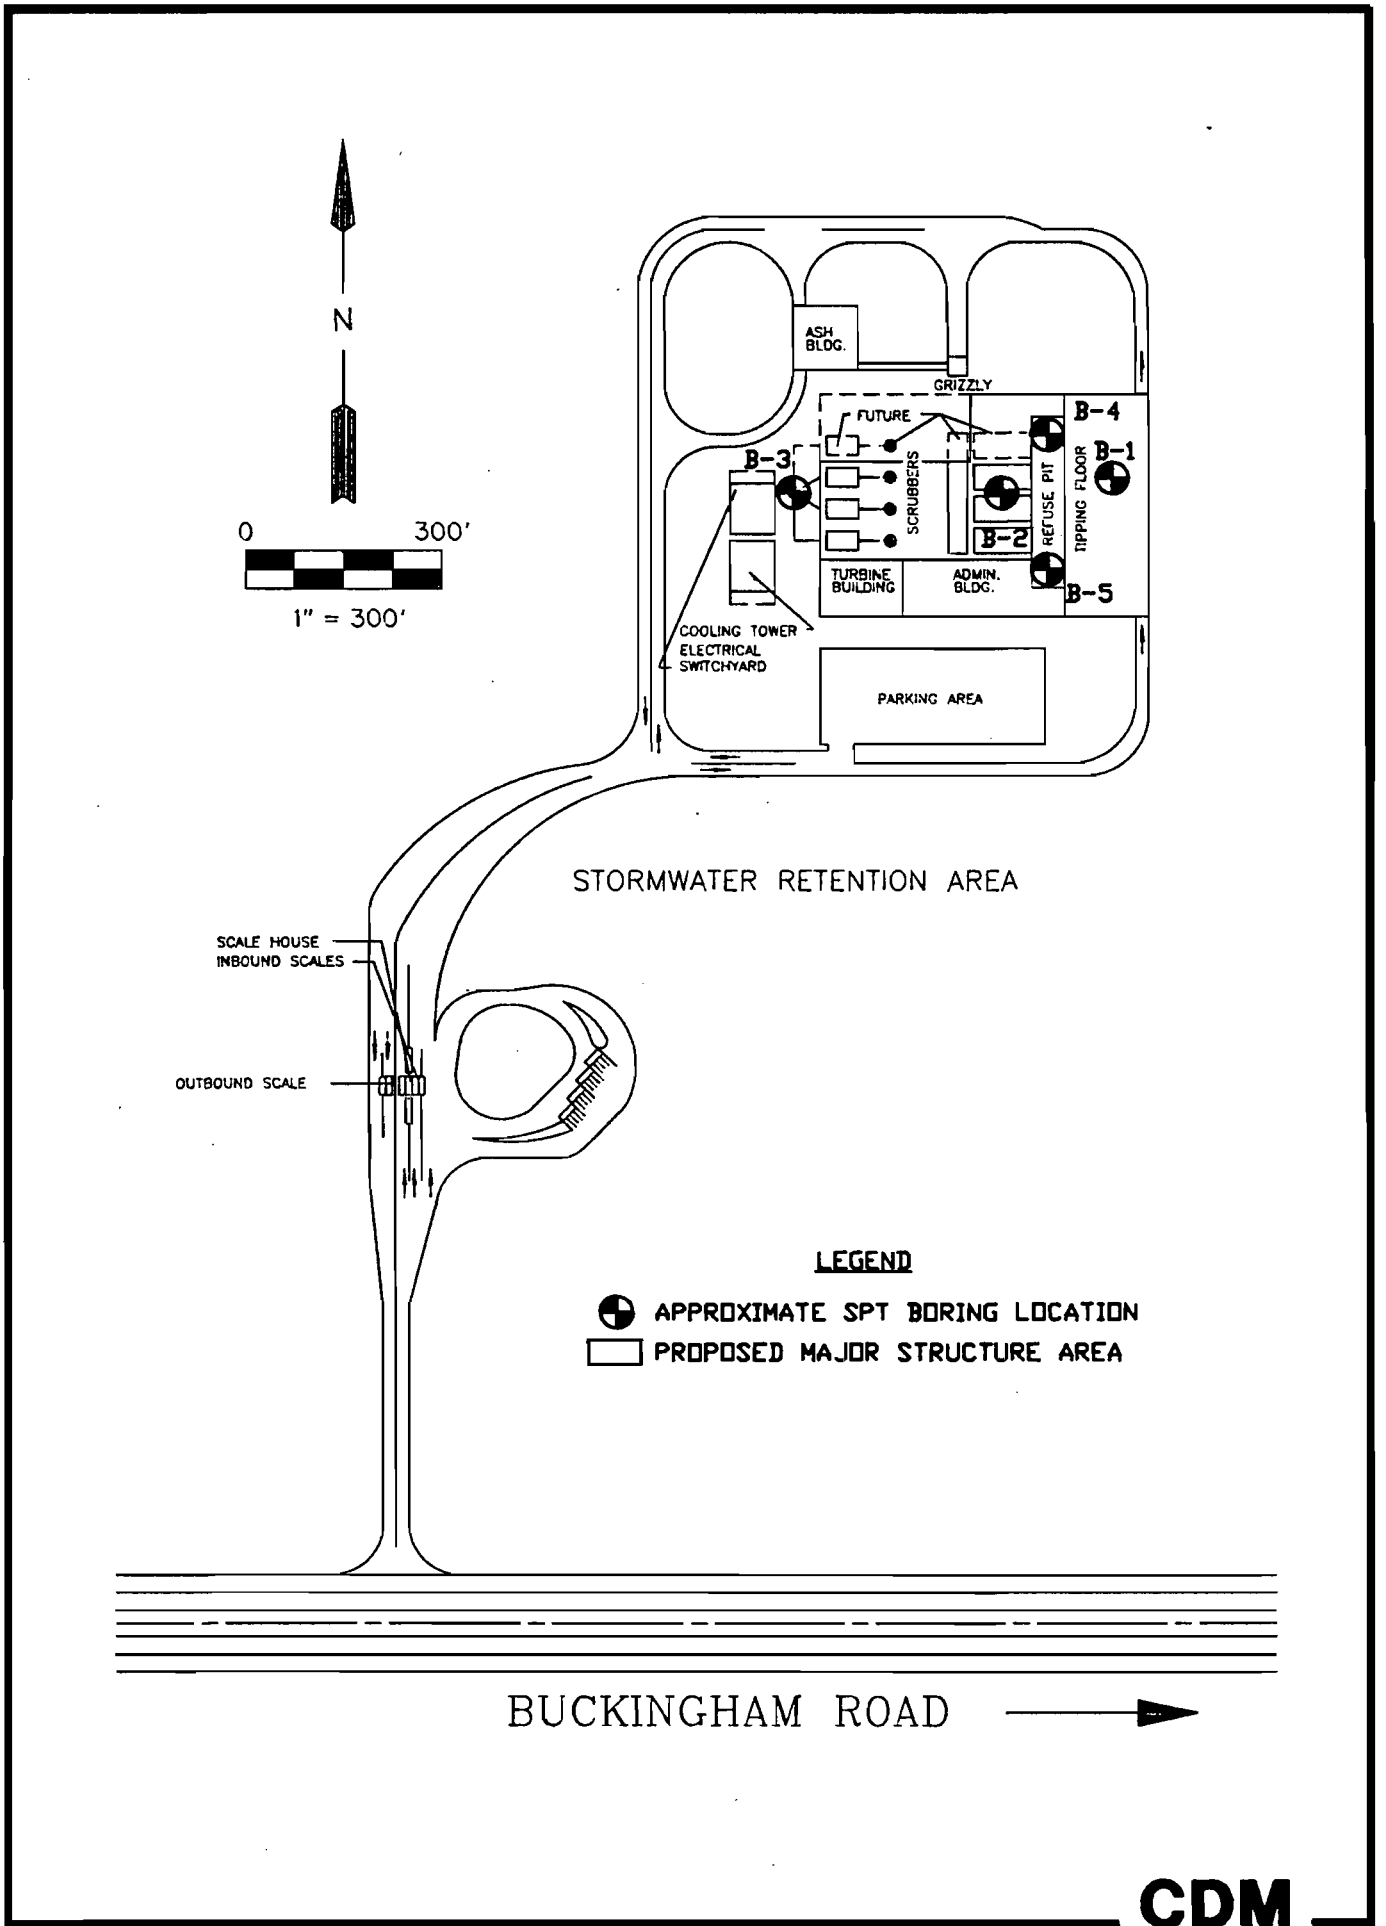 N
0 300'
1" = 300'
ASH
BLDG.
GRIZZLY
FUTURE
B-4
B-3
B-1
SCRUBBERS
REFUSE PIT
TIPPING FLOOR
B-2
TURBINE
BUILDING
ADMIN.
BLDG.
B-5
COOLING TOWER
ELECTRICAL
SWITCHYARD
PARKING AREA
STORMWATER RETENTION AREA
SCALE HOUSE
INBOUND SCALES
OUTBOUND SCALE
LEGEND
APPROXIMATE SPT BORING LOCATION
PROPOSED MAJOR STRUCTURE AREA
BUCKINGHAM ROAD
CDM